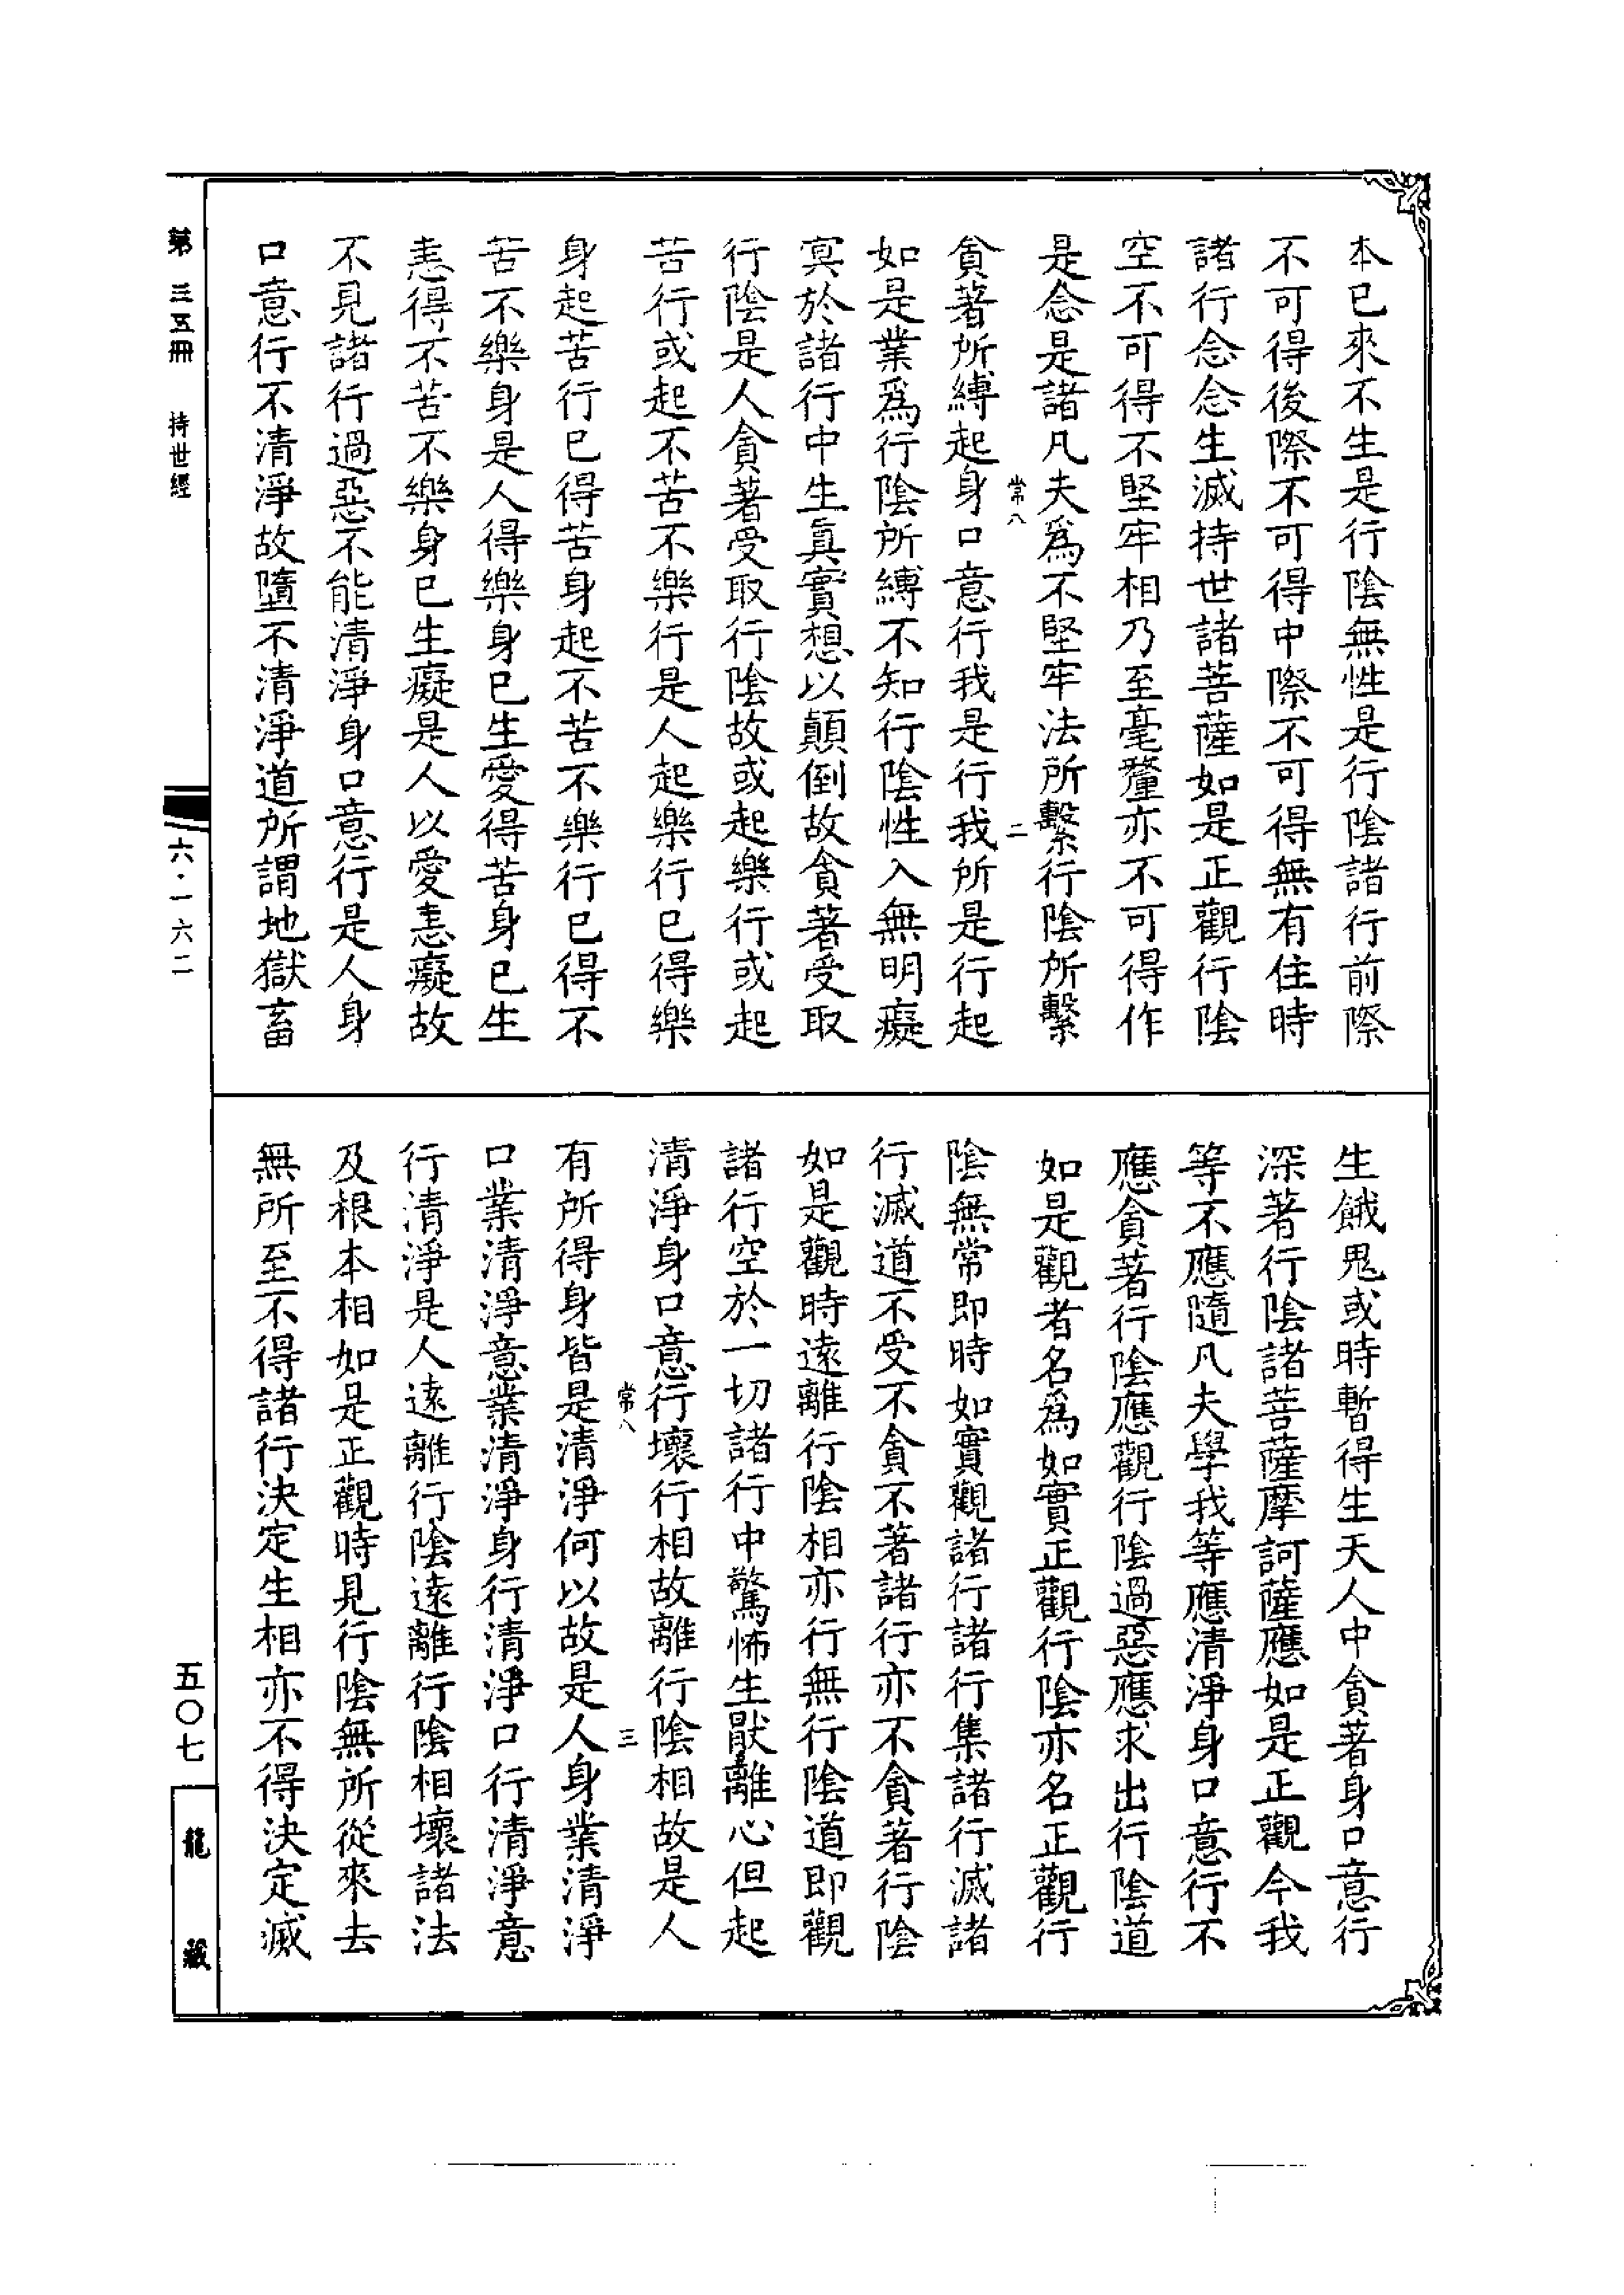 本已來不生是行陰無性是行陰諸行前際
不可得後際不可得中際不可得無有住時
諸行念念生滅持世諸菩薩如是正觀行陰
空不可得不堅牢相乃至毫釐亦不可得作
是念是諸凡夫爲不堅牢法所繫行陰所繫
常八
二
貪著所縛起身口意行我是行我所是行起
如是業爲行陰所縛不知行陰性入無明癡
冥於諸行中生眞實想以顛倒故貪著受取
行陰是人貪著受取行陰故或起樂行或起
苦行或起不苦不樂行是人起樂行已得樂
身起苦行已得苦身起不苦不樂行已得不
苦不樂身是人得樂身已生愛得苦身已生
恚得不苦不樂身已生癡是人以愛恚癡故
不見諸行過惡不能清淨身口意行是人身
口意行不清淨故墮不清淨道所謂地獄畜
生餓鬼或時暫得生天人中貪著身口意行
深著行陰諸菩薩摩訶薩應如是正觀今我
等不應隨凡夫學我等應清淨身口意行不
應貪著行陰應觀行陰過惡應求出行陰道
如是觀者名爲如實正觀行陰亦名正觀行
陰無常即時如實觀諸行諸行集諸行滅諸
行滅道不受不貪不著諸行亦不貪著行陰
如是觀時遠離行陰相亦行無行陰道即觀
諸行空於一切諸行中驚怖生厭離心但起
清淨身口意行壞行相故離行陰相故是人
常八
三
有所得身皆是清淨何以故是人身業清淨
口業清淨意業清淨身行清淨口行清淨意
行清淨是人遠離行陰遠離行陰相壞諸法
及根本相如是正觀時見行陰無所從來去
無所至不得諸行決定生相亦不得決定滅
第三五冊 持世經
六·一六二
五〇七
龍藏